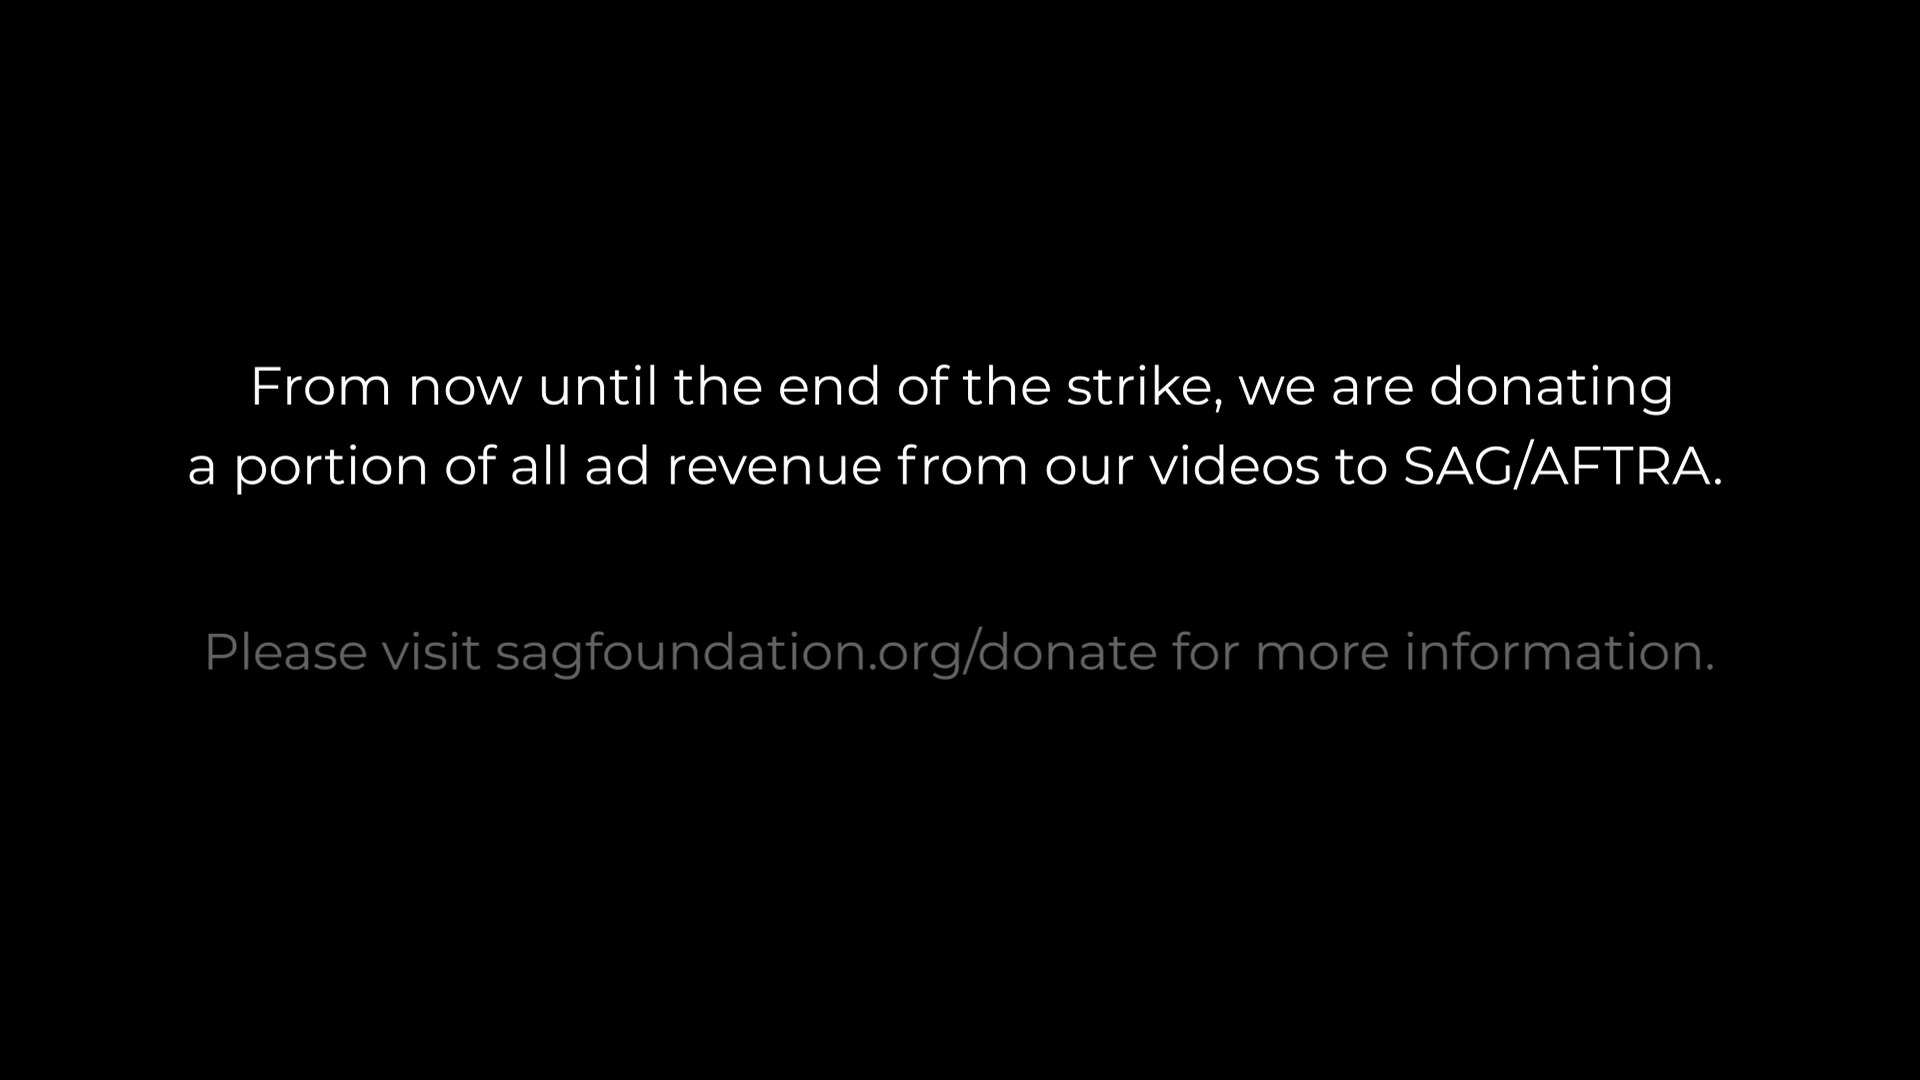 From now until the end of the strike, we are donating
a portion of all ad revenue from our videos to SAG/AFTRA.
Please visit sagfoundation.org/donate for more information.